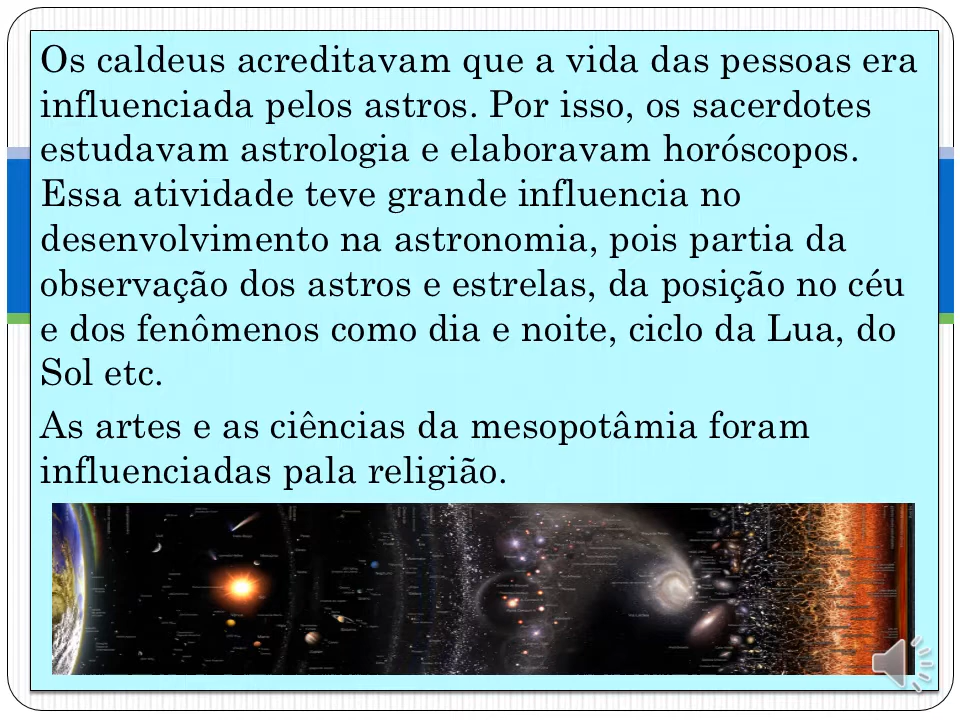 Os caldeus acreditavam que a vida das pessoas era
influenciada pelos astros. Por isso, os sacerdotes
estudavam astrologia e elaboravam horóscopos.
Essa atividade teve grande influencia no
desenvolvimento na astronomia, pois partia da
observação dos astros e estrelas, da posição no céu
e dos fenômenos como dia e noite, ciclo da Lua, do
Sol etc.
As artes e as ciências da mesopotâmia foram
influenciadas pala religião.